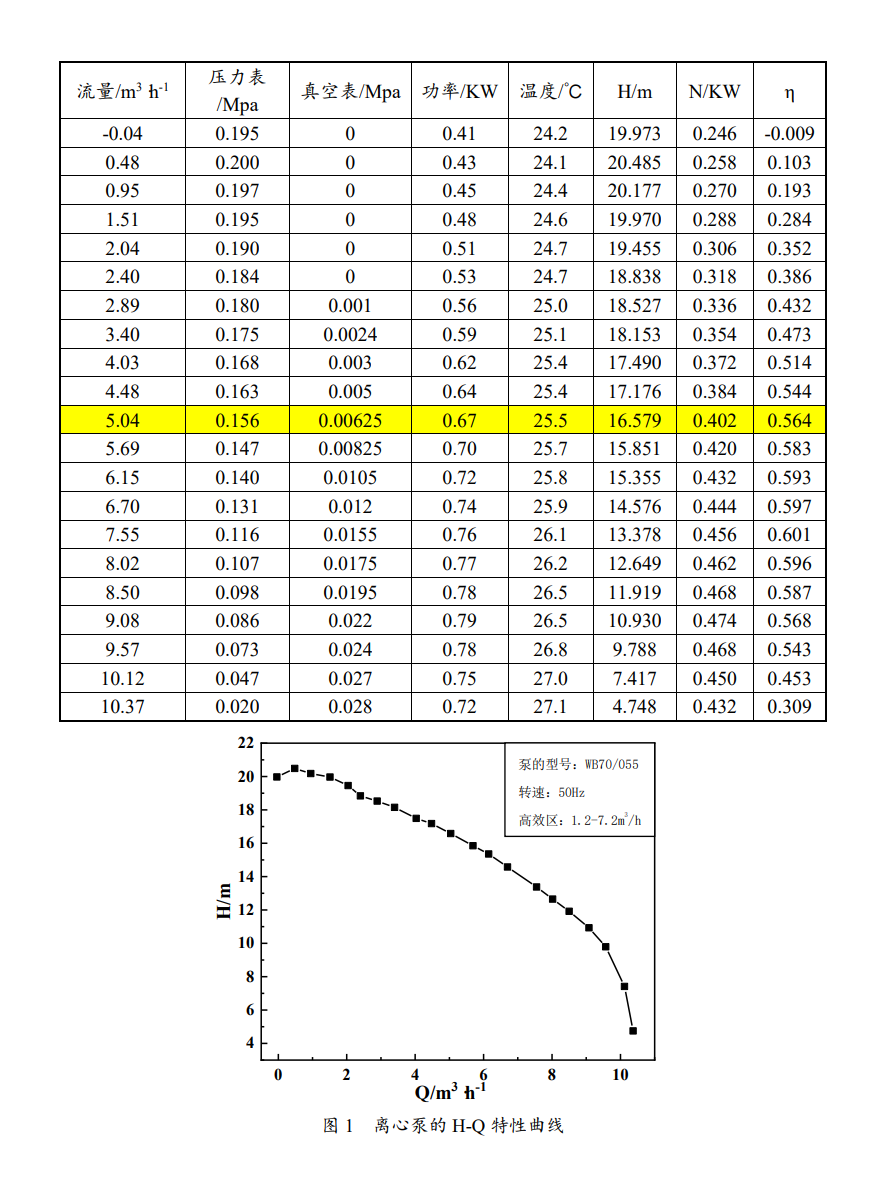 流量/m³ h⁻¹ 压力表/Mpa 真空表/Mpa 功率/KW 温度/℃ H/m N/KW η
-0.04 0.195 0 0.41 24.2 19.973 0.246 -0.009
0.48 0.200 0 0.43 24.1 20.485 0.258 0.103
0.95 0.197 0 0.45 24.4 20.177 0.270 0.193
1.51 0.195 0 0.48 24.6 19.970 0.288 0.284
2.04 0.190 0 0.51 24.7 19.455 0.306 0.352
2.40 0.184 0 0.53 24.7 18.838 0.318 0.386
2.89 0.180 0.001 0.56 25.0 18.527 0.336 0.432
3.40 0.175 0.0024 0.59 25.1 18.153 0.354 0.473
4.03 0.168 0.003 0.62 25.4 17.490 0.372 0.514
4.48 0.163 0.005 0.64 25.4 17.176 0.384 0.544
5.04 0.156 0.00625 0.67 25.5 16.579 0.402 0.564
5.69 0.147 0.00825 0.70 25.7 15.851 0.420 0.583
6.15 0.140 0.0105 0.72 25.8 15.355 0.432 0.593
6.70 0.131 0.012 0.74 25.9 14.576 0.444 0.597
7.55 0.116 0.0155 0.76 26.1 13.378 0.456 0.601
8.02 0.107 0.0175 0.77 26.2 12.649 0.462 0.596
8.50 0.098 0.0195 0.78 26.5 11.919 0.468 0.587
9.08 0.086 0.022 0.79 26.5 10.930 0.474 0.568
9.57 0.073 0.024 0.78 26.8 9.788 0.468 0.543
10.12 0.047 0.027 0.75 27.0 7.417 0.450 0.453
10.37 0.020 0.028 0.72 27.1 4.748 0.432 0.309
22
20
18
16
14
12
10
8
6
4
H/m
泵的型号：WB70/055
转速：50Hz
高效区：1.2-7.2m³/h
0 2 4 6 8 10
Q/m³ h⁻¹
图 1 离心泵的 H-Q 特性曲线